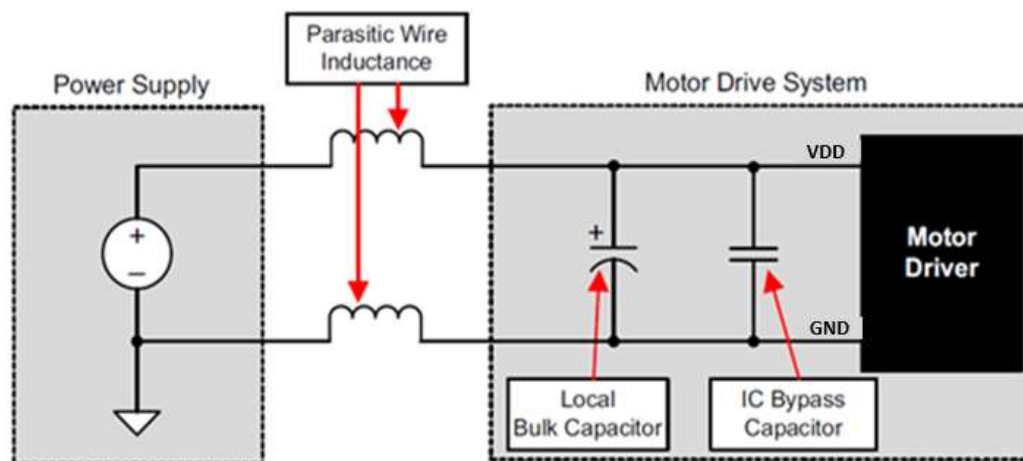 Parasitic Wire
Inductance
Power Supply
Motor Drive System
VDD
+
–
+
Motor
Driver
GND
Local
Bulk Capacitor
IC Bypass
Capacitor